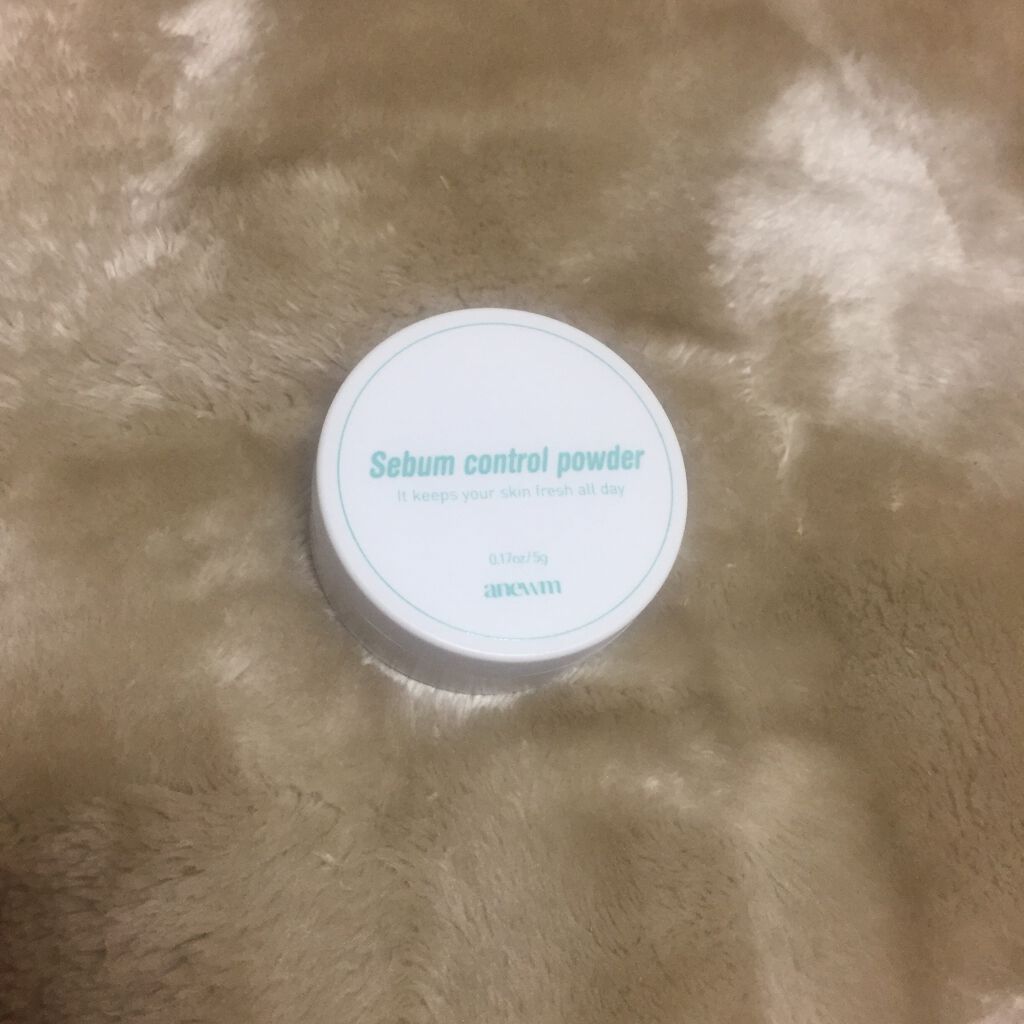 Sebum control powder
It keeps your skin fresh all day
0.17oz/5g
anewm